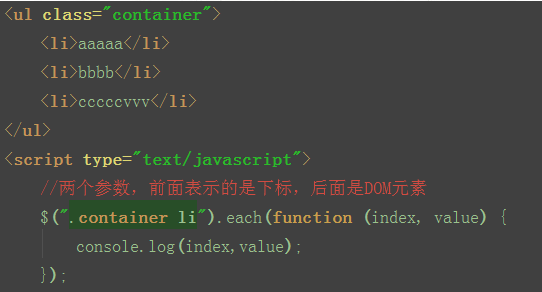 <ul class="container">
<li>aaaaa</li>
<li>bbbb</li>
<li>cccccvvv</li>
</ul>
<script type="text/javascript">
//两个参数，前面表示的是下标，后面是DOM元素
$(".container li").each(function (index, value) {
console.log(index,value);
});